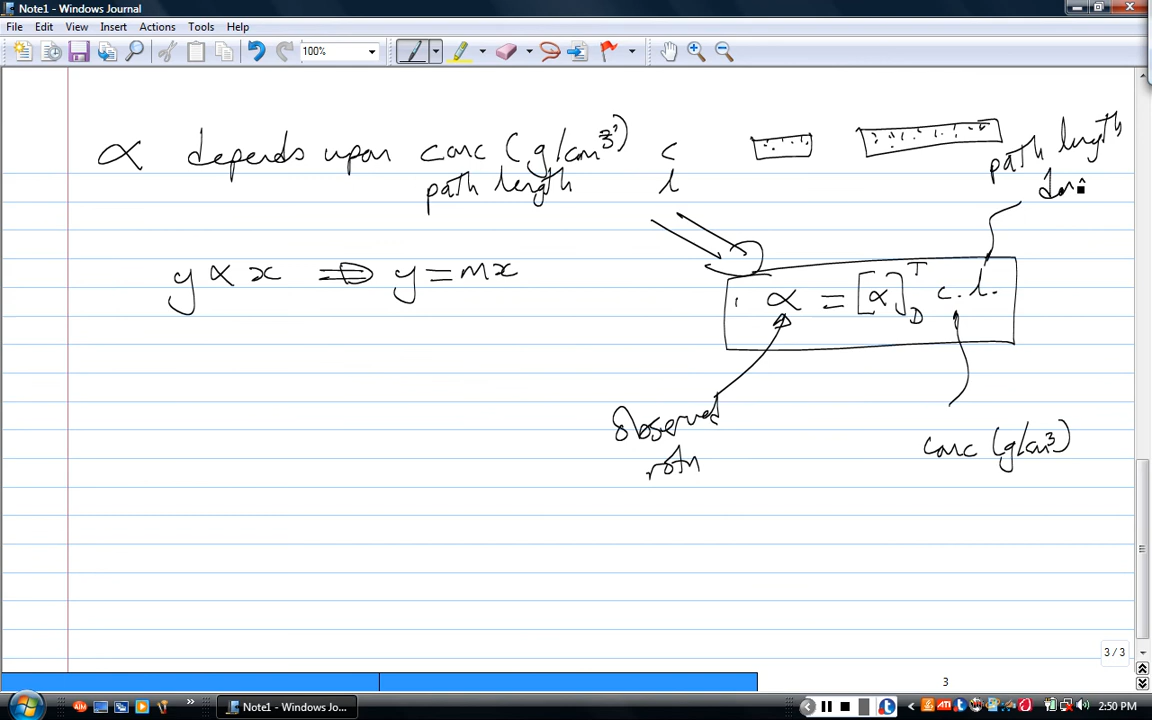 Note1 - Windows Journal
File Edit View Insert Actions Tools Help
100%
∝ depends upon conc (g/cm³) c
path length l
path length
y ∝ x ⇒ y = mx
α = [α]ᵀ_D c. l.
Observed
rotn
conc (g/cm³)
3 / 3
3
Note1 - Windows Jo...
2:50 PM